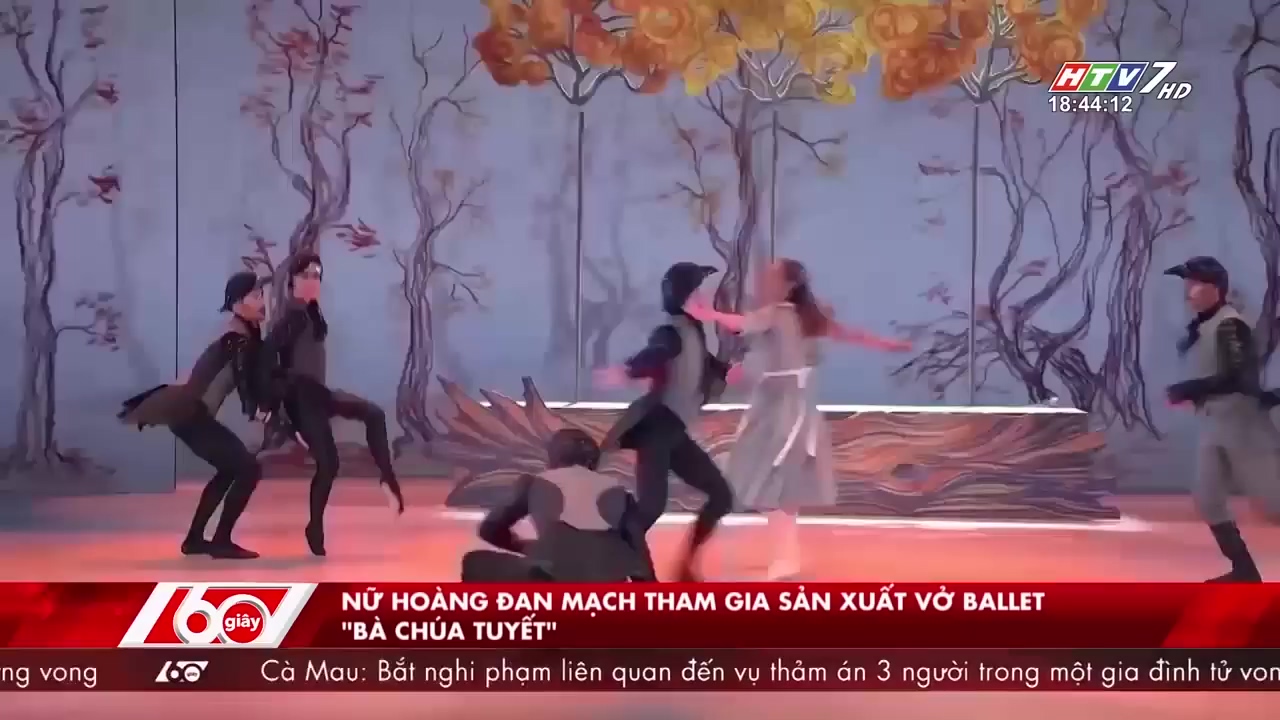 HTV7 HD
18:44:12
60 giây
NỮ HOÀNG ĐAN MẠCH THAM GIA SẢN XUẤT VỞ BALLET
"BÀ CHÚA TUYẾT"
vong 60 Cà Mau: Bắt nghi phạm liên quan đến vụ thảm án 3 người trong một gia đình tử